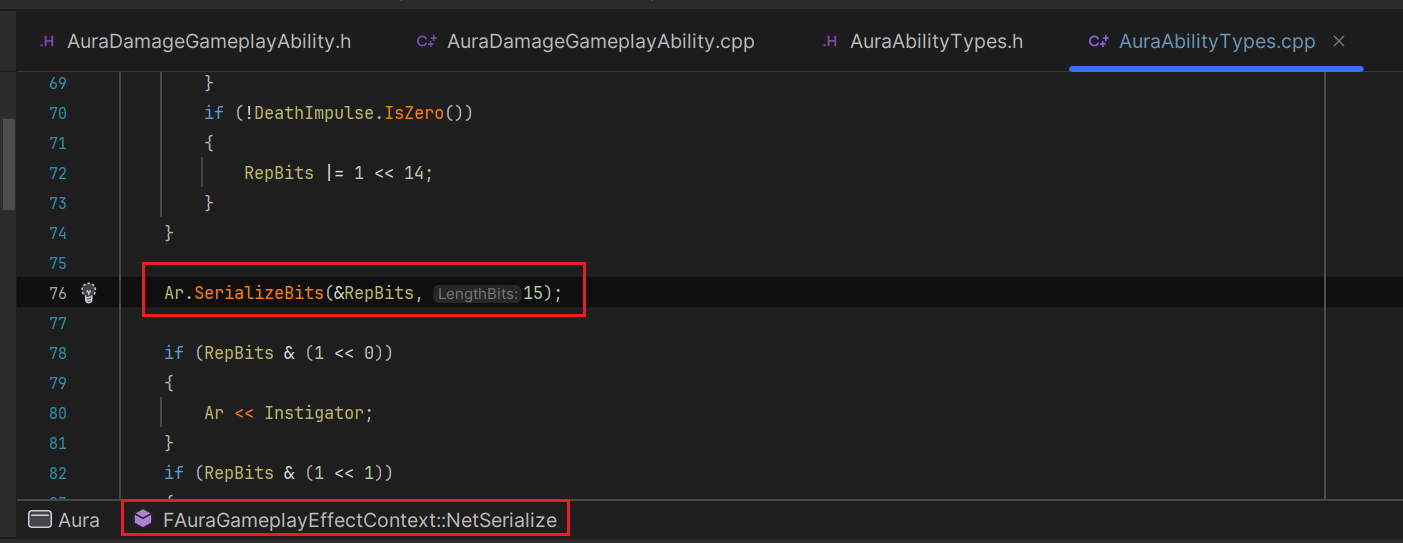 AuraDamageGameplayAbility.h AuraDamageGameplayAbility.cpp AuraAbilityTypes.h AuraAbilityTypes.cpp
69 }
70 if (!DeathImpulse.IsZero())
71 {
72 RepBits |= 1 << 14;
73 }
74 }
75
76 Ar.SerializeBits(&RepBits, LengthBits: 15);
77
78 if (RepBits & (1 << 0))
79 {
80 Ar << Instigator;
81 }
82 if (RepBits & (1 << 1))
Aura FAuraGameplayEffectContext::NetSerialize